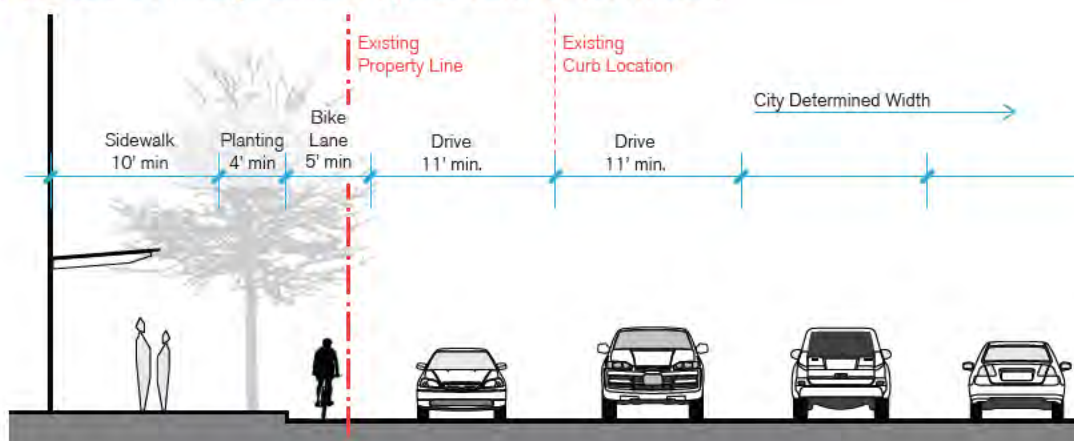 Existing
Property Line
Existing
Curb Location
City Determined Width
Sidewalk
10' min
Planting
4' min
Bike
Lane
5' min
Drive
11' min.
Drive
11' min.